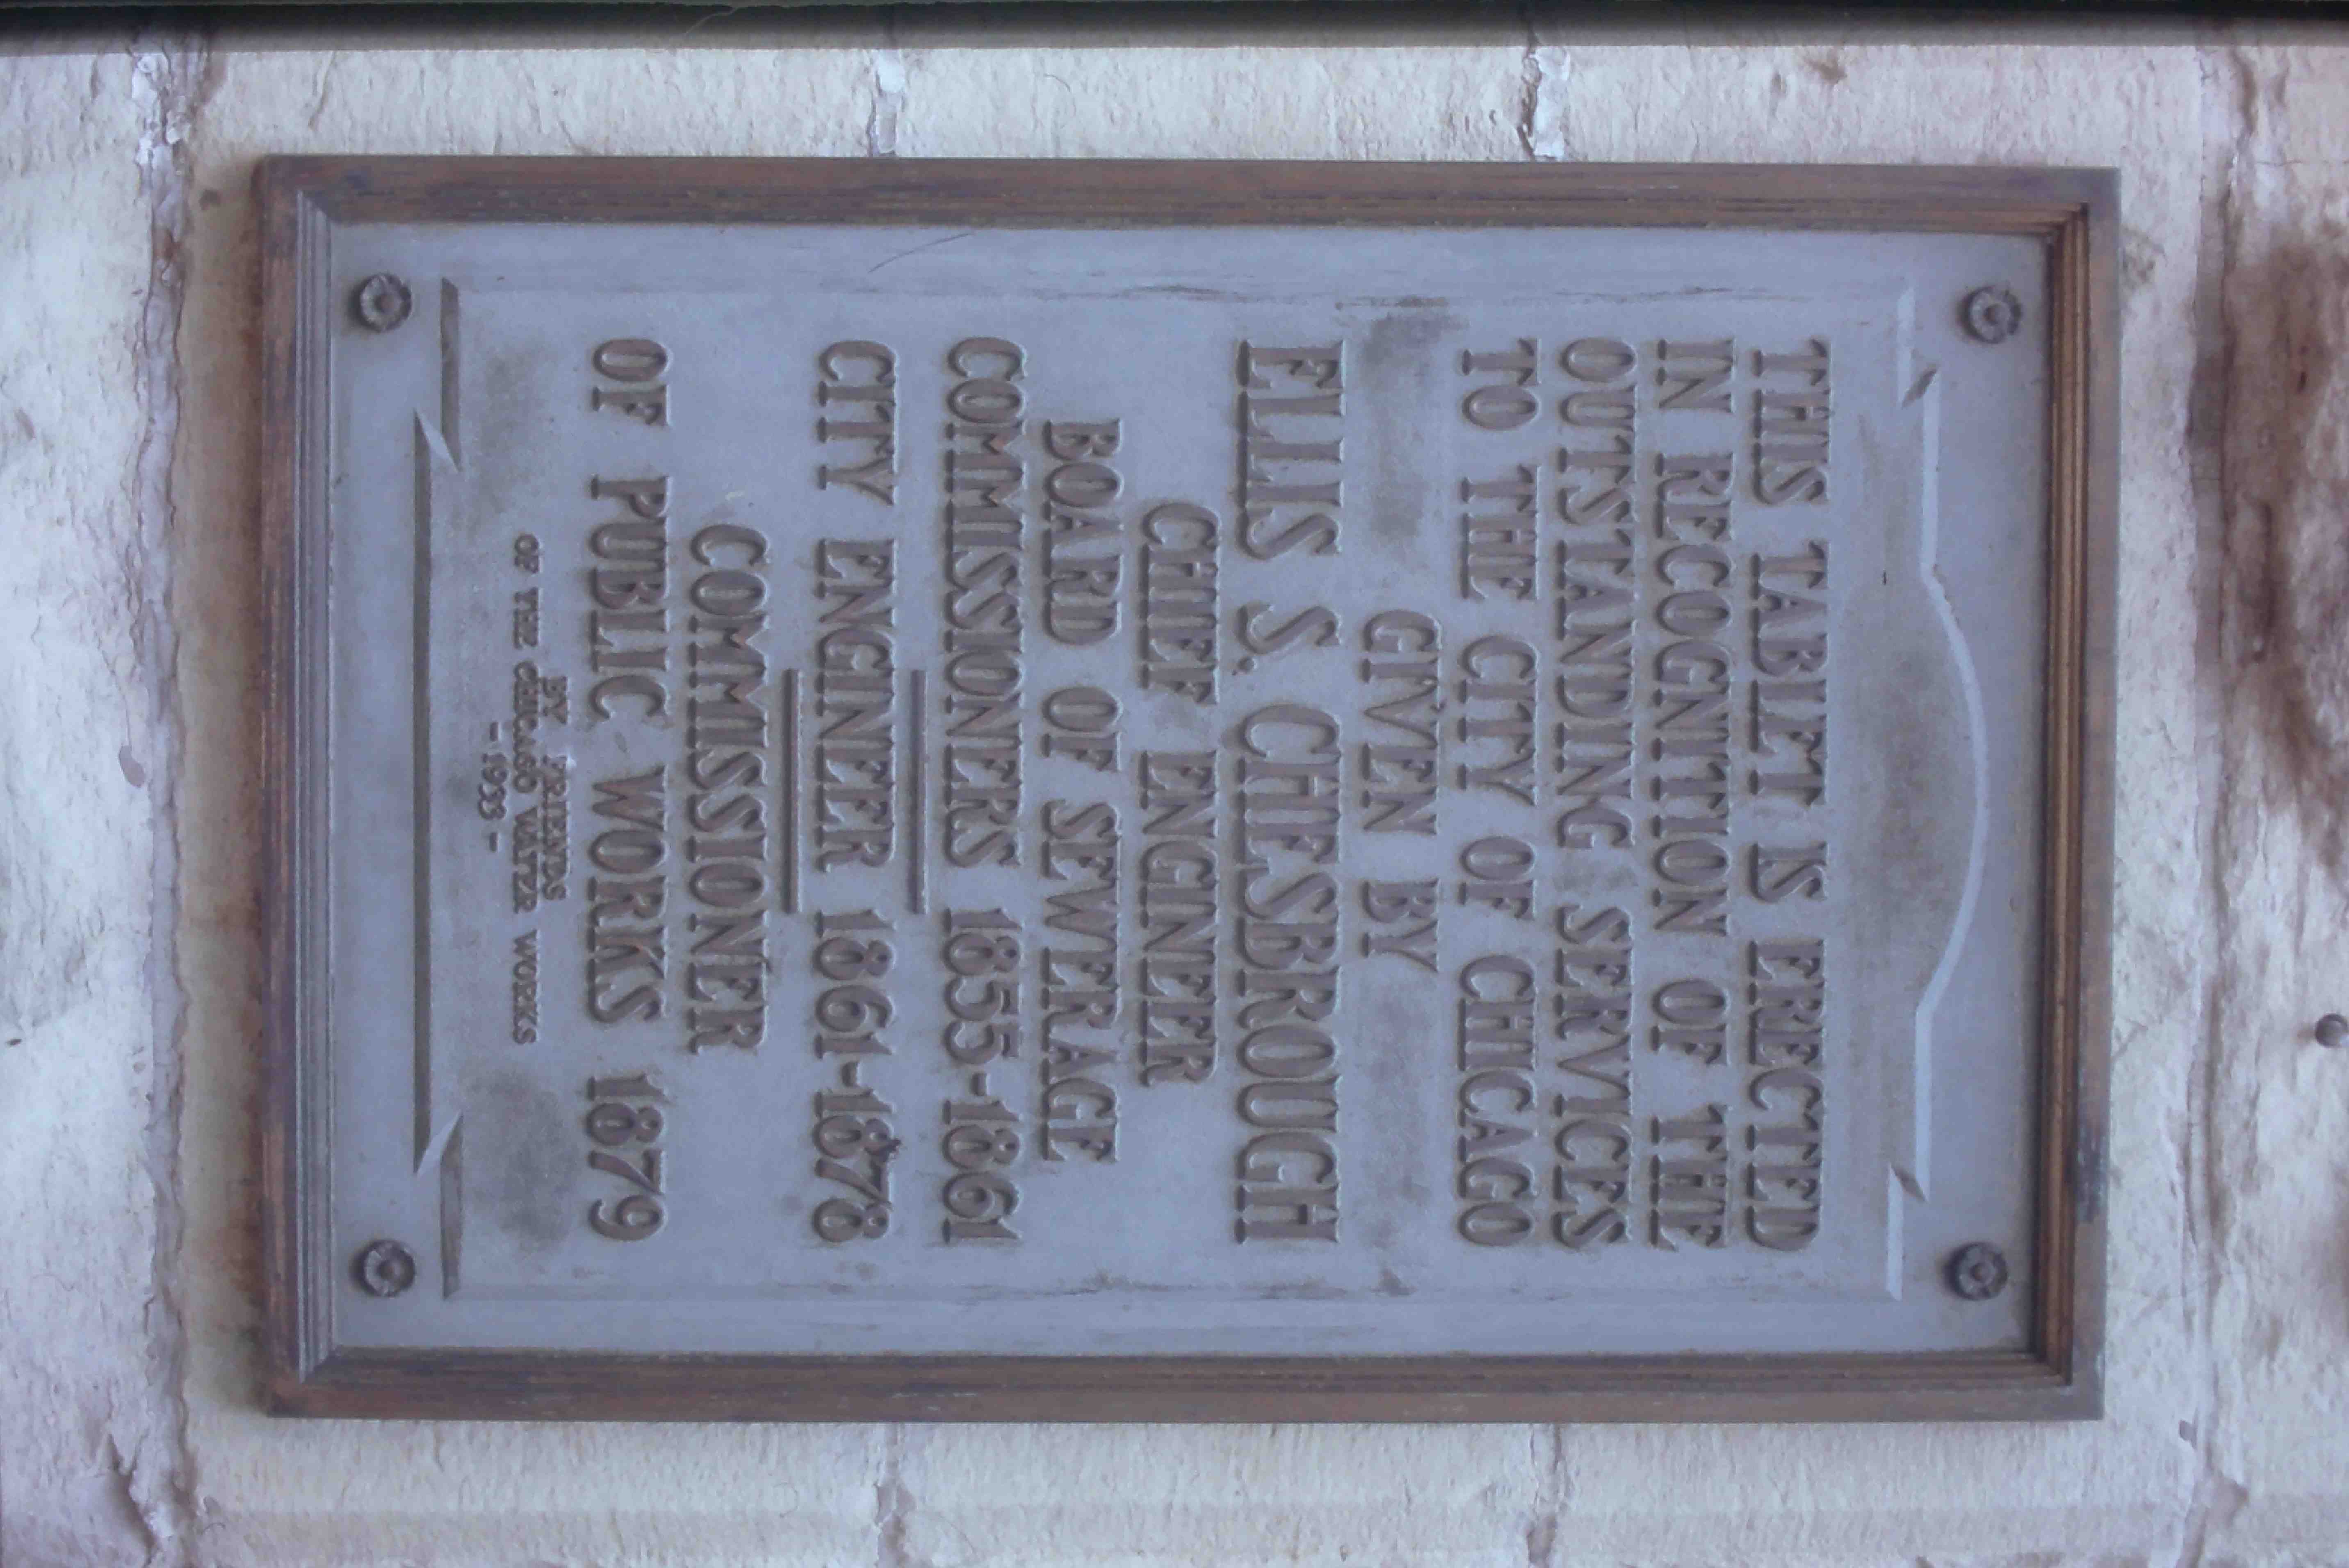 THIS TABLET IS ERECTED
IN RECOGNITION OF THE
OUTSTANDING SERVICES
TO THE CITY OF CHICAGO
GIVEN BY
ELLIS S. CHESBROUGH
CHIEF ENGINEER
BOARD OF SEWERAGE
COMMISSIONERS 1855-1861
CITY ENGINEER 1861-1878
COMMISSIONER
OF PUBLIC WORKS 1879
BY FRIENDS
OF THE CHICAGO WATER WORKS
- 1933 -